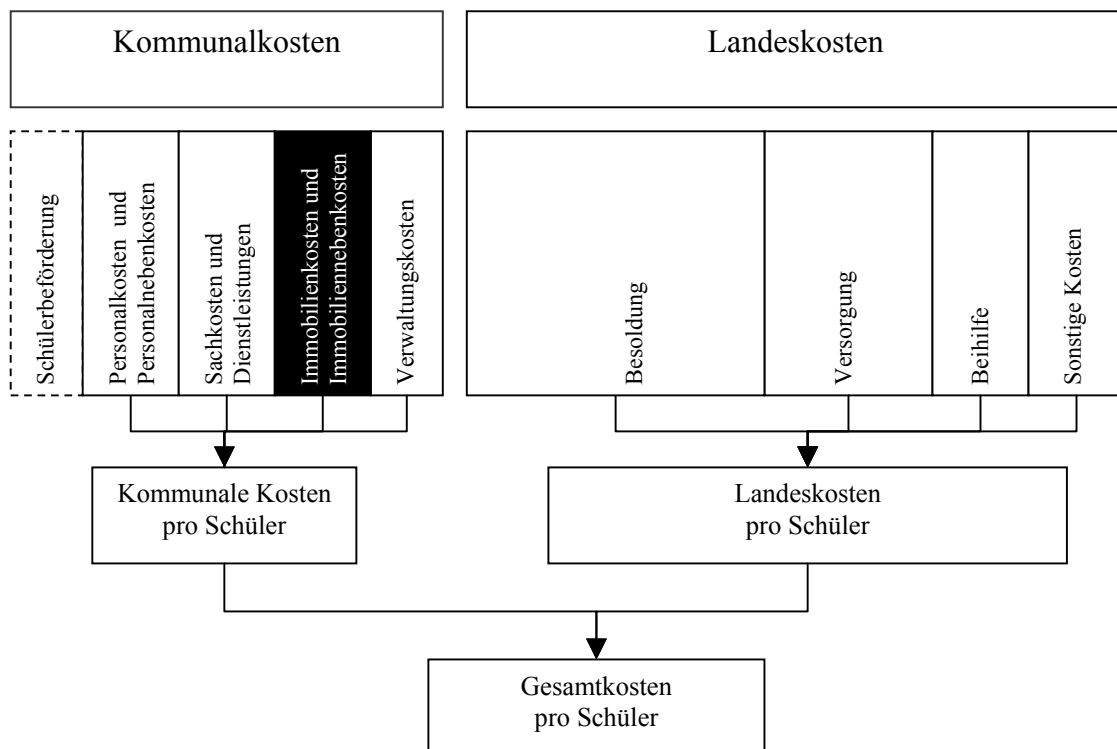 Kommunalkosten
Landeskosten
Schülerbeförderung
Personalkosten und
Personalnebenkosten
Sachkosten und
Dienstleistungen
Immobilienkosten und
Immobiliennebenkosten
Verwaltungskosten
Besoldung
Versorgung
Beihilfe
Sonstige Kosten
Kommunale Kosten
pro Schüler
Landeskosten
pro Schüler
Gesamtkosten
pro Schüler